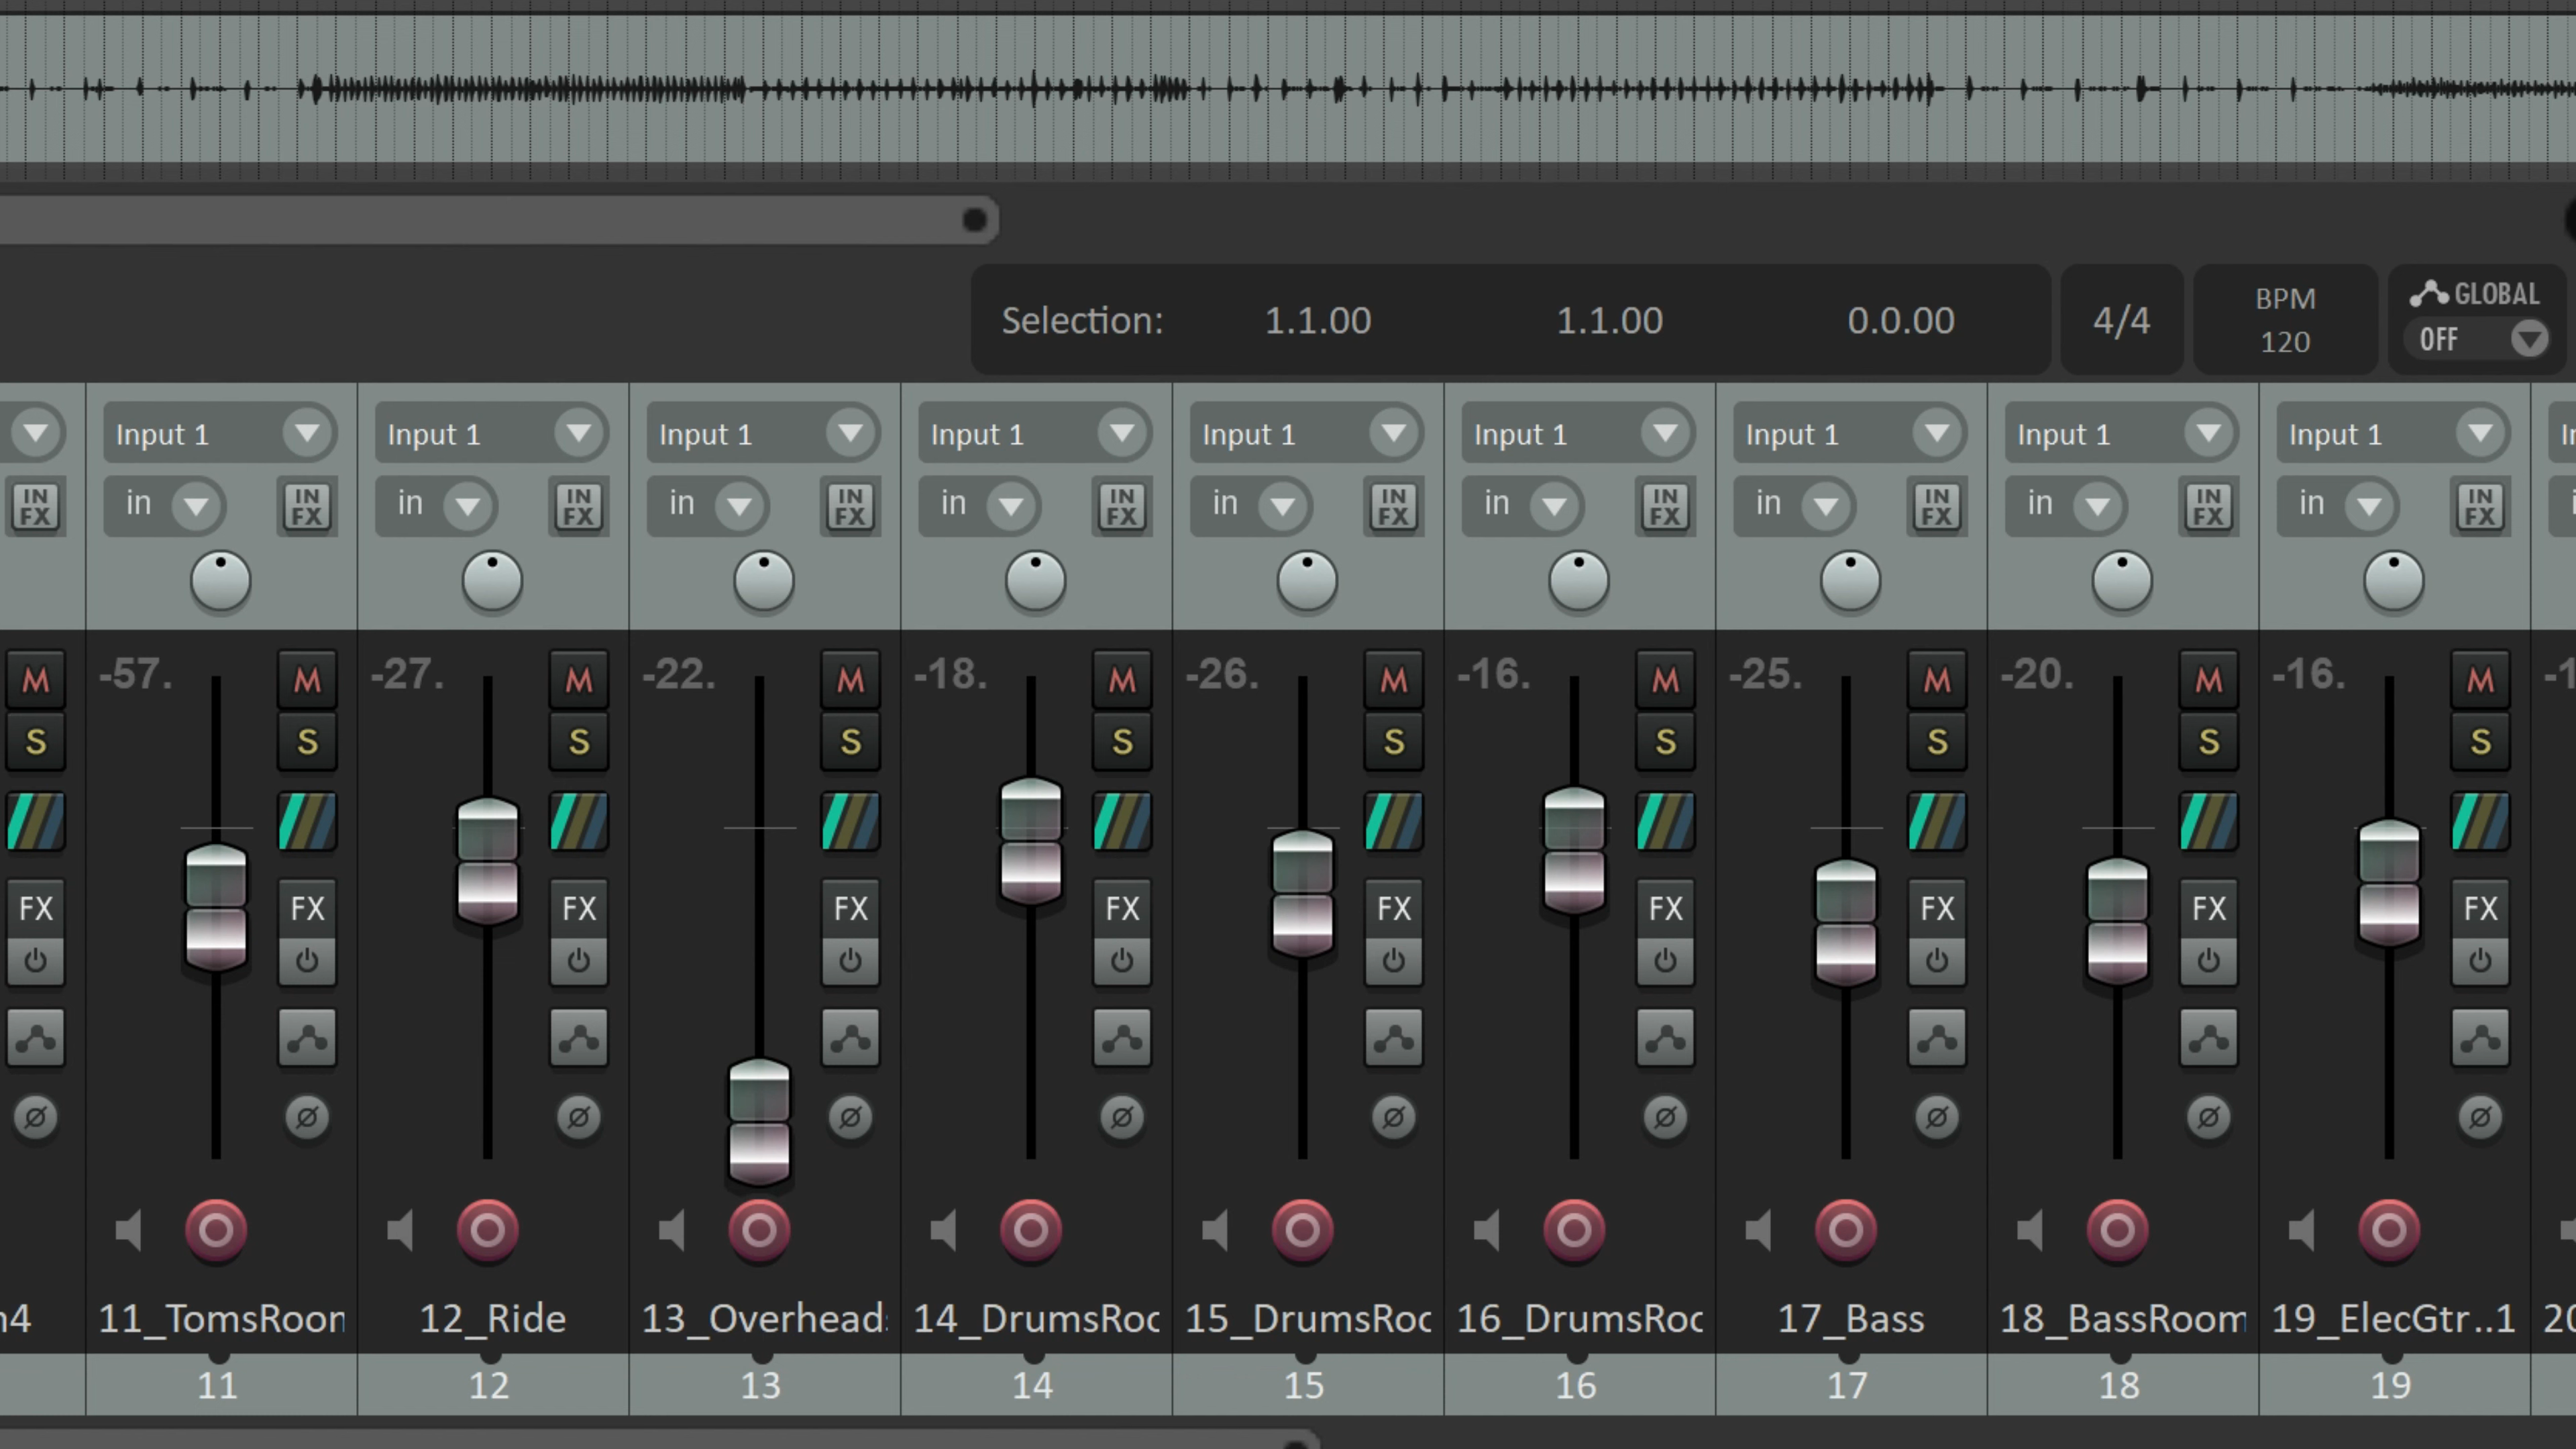 GLOBAL
Selection: 1.1.00 1.1.00 0.0.00 4/4 BPM
120 OFF
Input 1 Input 1 Input 1 Input 1 Input 1 Input 1 Input 1 Input 1 Input 1
in in in in in in in in in
IN FX IN FX IN FX IN FX IN FX IN FX IN FX IN FX IN FX IN FX
-57. -27. -22. -18. -26. -16. -25. -20. -16. -1
M M M M M M M M M M
S S S S S S S S S S
FX FX FX FX FX FX FX FX FX FX
14 11_TomsRoon 12_Ride 13_Overhead 14_DrumsRoc 15_DrumsRoc 16_DrumsRoc 17_Bass 18_BassRoom 19_ElecGtr..1 20
11 12 13 14 15 16 17 18 19